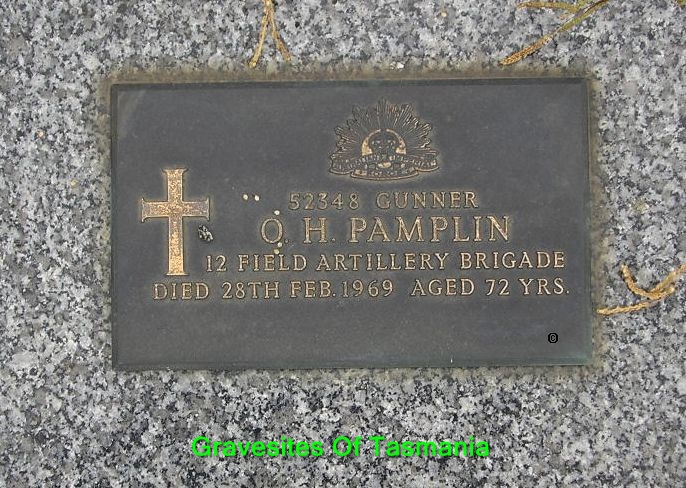 52348 GUNNER
O. H. PAMPLIN
12 FIELD ARTILLERY BRIGADE
DIED 28TH FEB. 1969 AGED 72 YRS.
©
Gravesites Of Tasmania